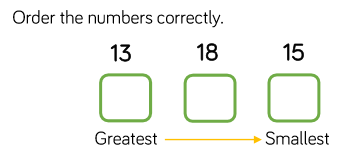 Order the numbers correctly.
13 18 15
Greatest Smallest